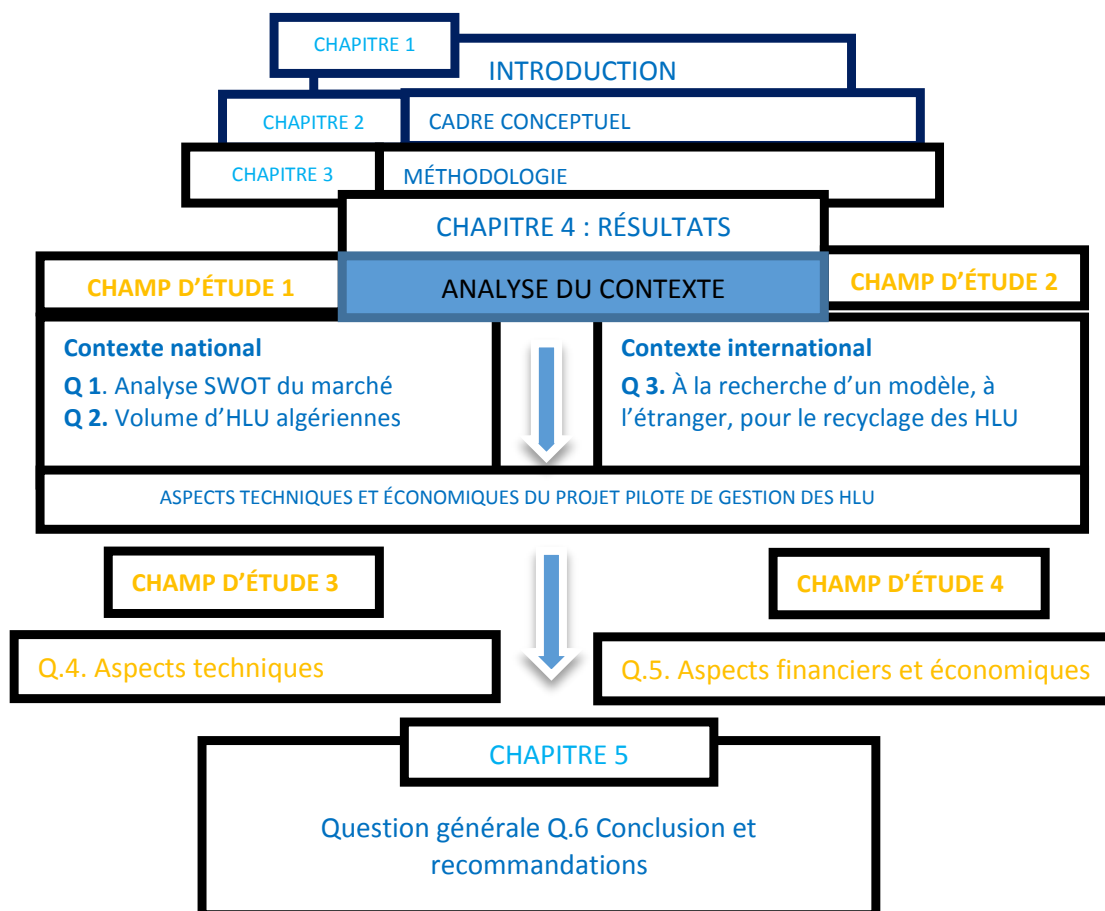 CHAPITRE 1
INTRODUCTION
CHAPITRE 2
CADRE CONCEPTUEL
CHAPITRE 3
MÉTHODOLOGIE
CHAPITRE 4 : RÉSULTATS
CHAMP D’ÉTUDE 1
ANALYSE DU CONTEXTE
CHAMP D’ÉTUDE 2
Contexte national
Q 1. Analyse SWOT du marché
Q 2. Volume d’HLU algériennes
Contexte international
Q 3. À la recherche d’un modèle, à
l’étranger, pour le recyclage des HLU
ASPECTS TECHNIQUES ET ÉCONOMIQUES DU PROJET PILOTE DE GESTION DES HLU
CHAMP D’ÉTUDE 3
CHAMP D’ÉTUDE 4
Q.4. Aspects techniques
Q.5. Aspects financiers et économiques
CHAPITRE 5
Question générale Q.6 Conclusion et
recommandations